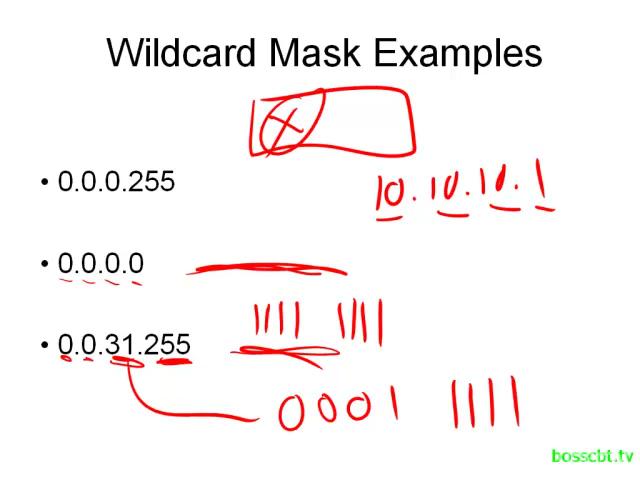 Wildcard Mask Examples
X
• 0.0.0.255
10.10.10.1
• 0.0.0.0
1111 1111
• 0.0.31.255
0001 1111
bosscbt.tv